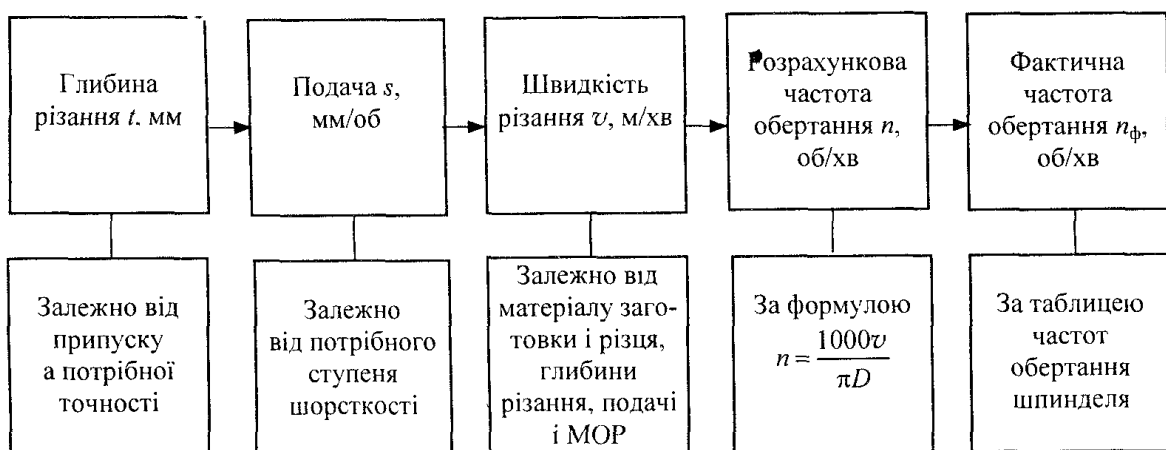 Глибина
різання t, мм
Подача s,
мм/об
Швидкість
різання v, м/хв
Розрахункова
частота
обертання n,
об/хв
Фактична
частота
обертання nф,
об/хв
Залежно від
припуску
а потрібної
точності
Залежно
від потрібного
ступеня
шорсткості
Залежно від
матеріалу заго-
товки і різця,
глибини
різання, подачі
і МОР
За формулою
n = 1000v / πD
За таблицею
частот
обертання
шпинделя